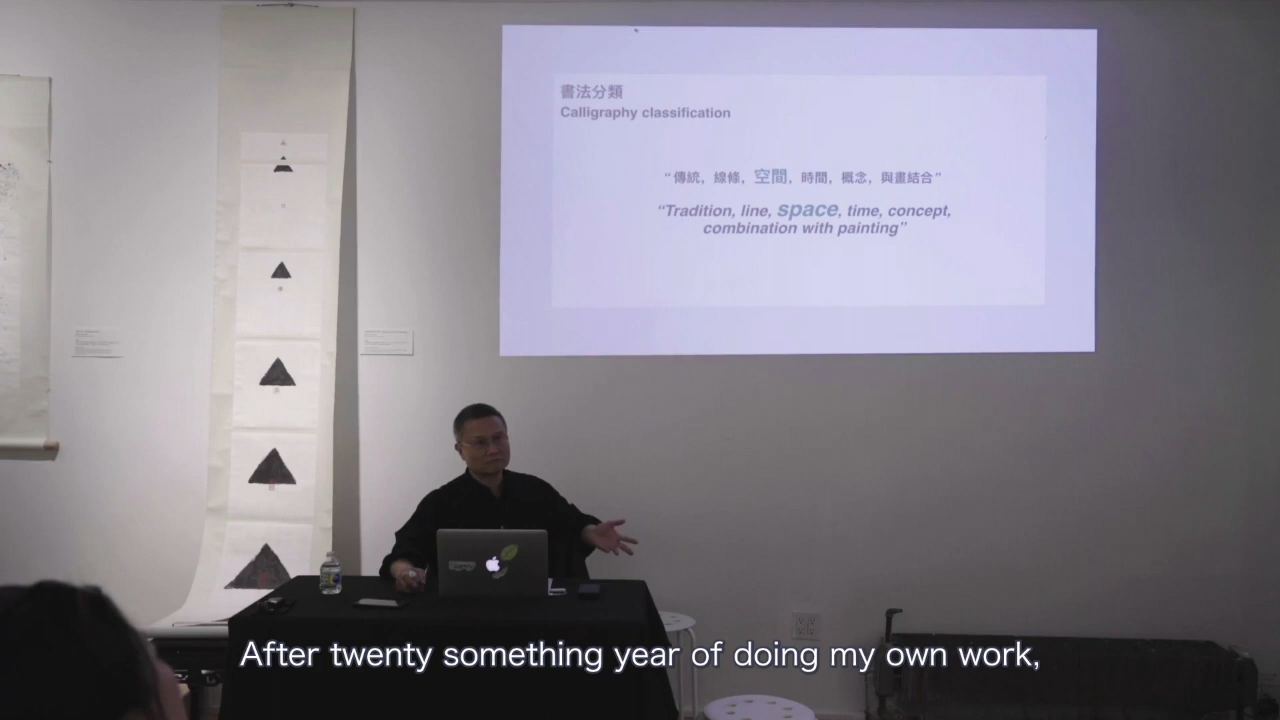 書法分類
Calligraphy classification
“傳統，線條，空間，時間，概念，與畫結合”
“Tradition, line, space, time, concept,
combination with painting”
After twenty something year of doing my own work,